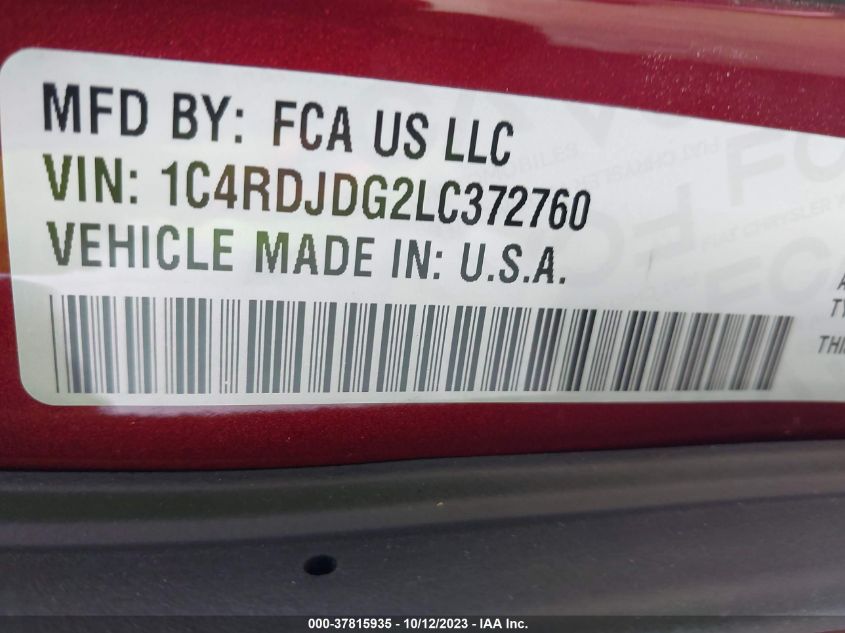 MFD BY: FCA US LLC
VIN: 1C4RDJDG2LC372760
VEHICLE MADE IN: U.S.A.
000-37815935 - 10/12/2023 - IAA Inc.